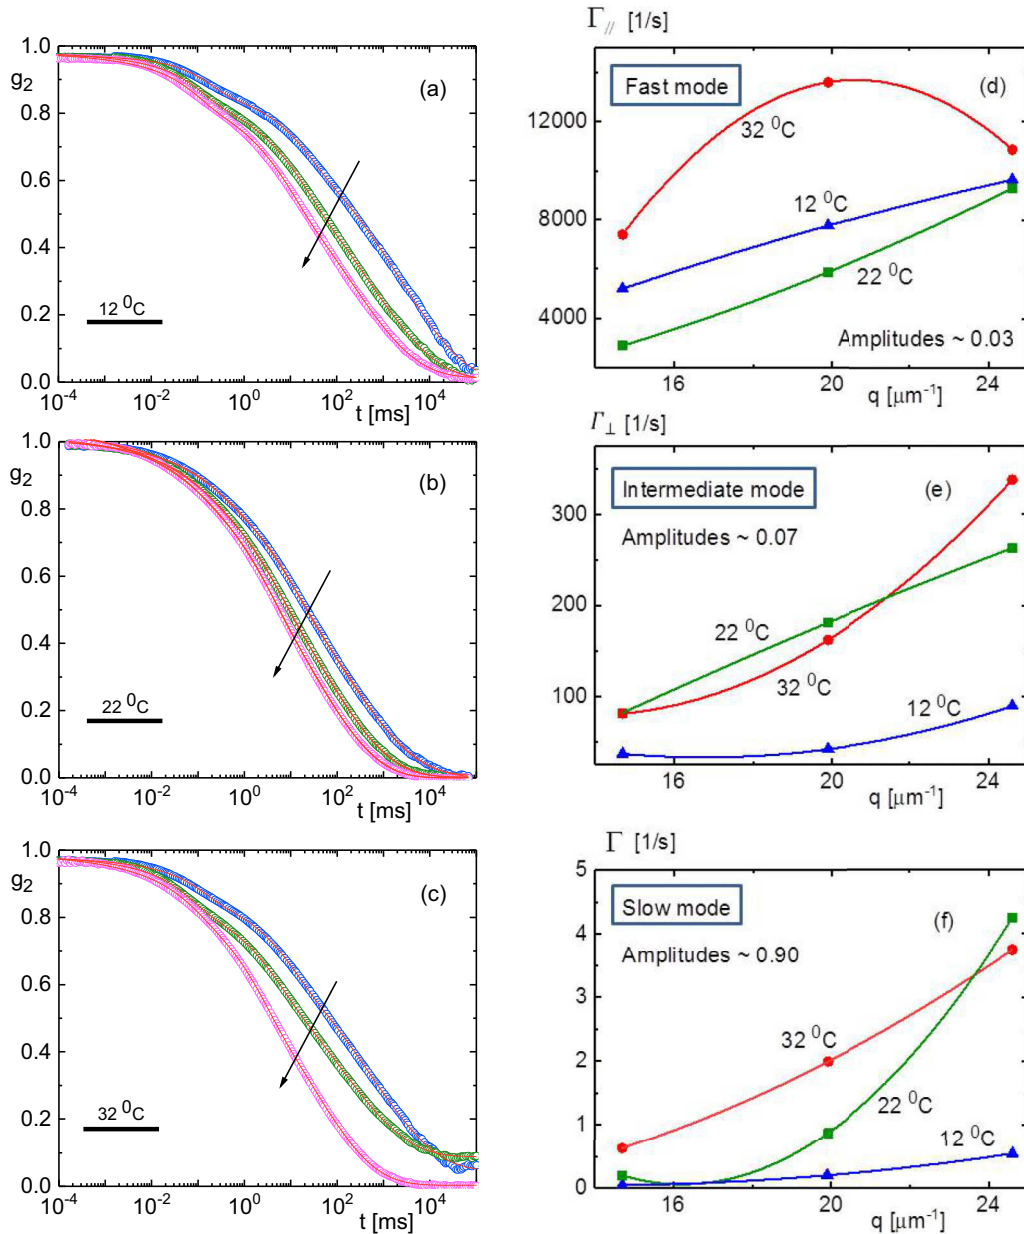 1.0
g2
0.8
0.6
0.4
0.2
0.0
(a)
12 ⁰C
10⁻⁴ 10⁻² 10⁰ 10² 10⁴
t [ms]
1.0
g2
0.8
0.6
0.4
0.2
0.0
(b)
22 ⁰C
10⁻⁴ 10⁻² 10⁰ 10² 10⁴
t [ms]
1.0
g2
0.8
0.6
0.4
0.2
0.0
(c)
32 ⁰C
10⁻⁴ 10⁻² 10⁰ 10² 10⁴
t [ms]
Γ// [1/s]
Fast mode
(d)
12000
8000
4000
32 ⁰C
12 ⁰C
22 ⁰C
Amplitudes ~ 0.03
16 20 24
q [μm⁻¹]
Γ⊥ [1/s]
Intermediate mode
(e)
Amplitudes ~ 0.07
300
200
100
22 ⁰C
32 ⁰C
12 ⁰C
16 20 24
q [μm⁻¹]
Γ [1/s]
5
4
3
2
1
0
Slow mode
(f)
Amplitudes ~ 0.90
32 ⁰C
22 ⁰C
12 ⁰C
16 20 24
q [μm⁻¹]